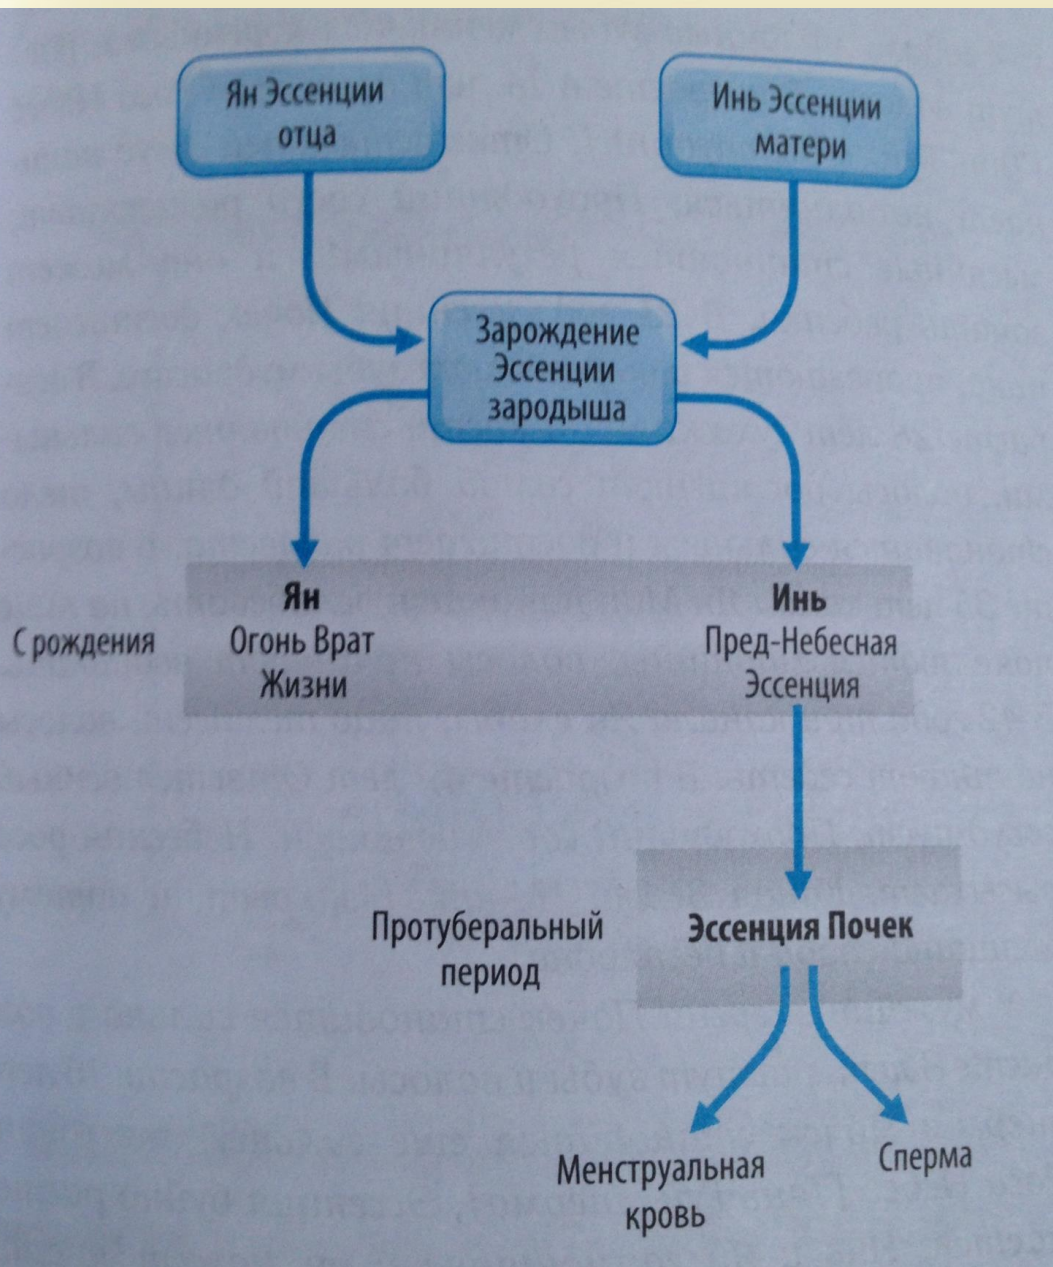 Ян Эссенции
отца
Инь Эссенции
матери
Зарождение
Эссенции
зародыша
Ян
Огонь Врат
Жизни
Инь
Пред-Небесная
Эссенция
С рождения
Эссенция Почек
Протуберальный
период
Менструальная
кровь
Сперма